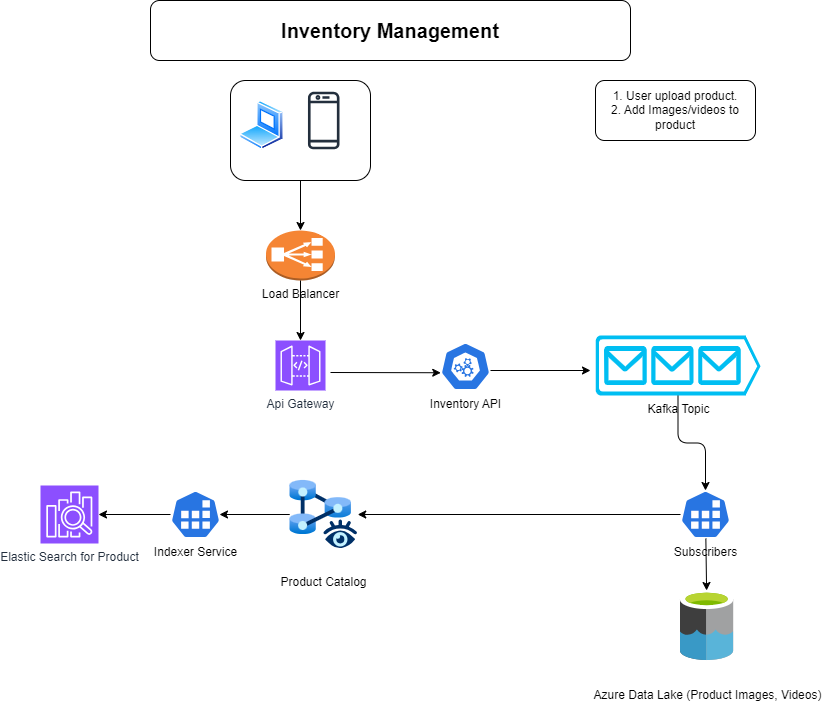 Inventory Management
1. User upload product.
2. Add Images/videos to
product
Load Balancer
Api Gateway
Inventory API
Kafka Topic
Elastic Search for Product
Indexer Service
Product Catalog
Subscribers
Azure Data Lake (Product Images, Videos)